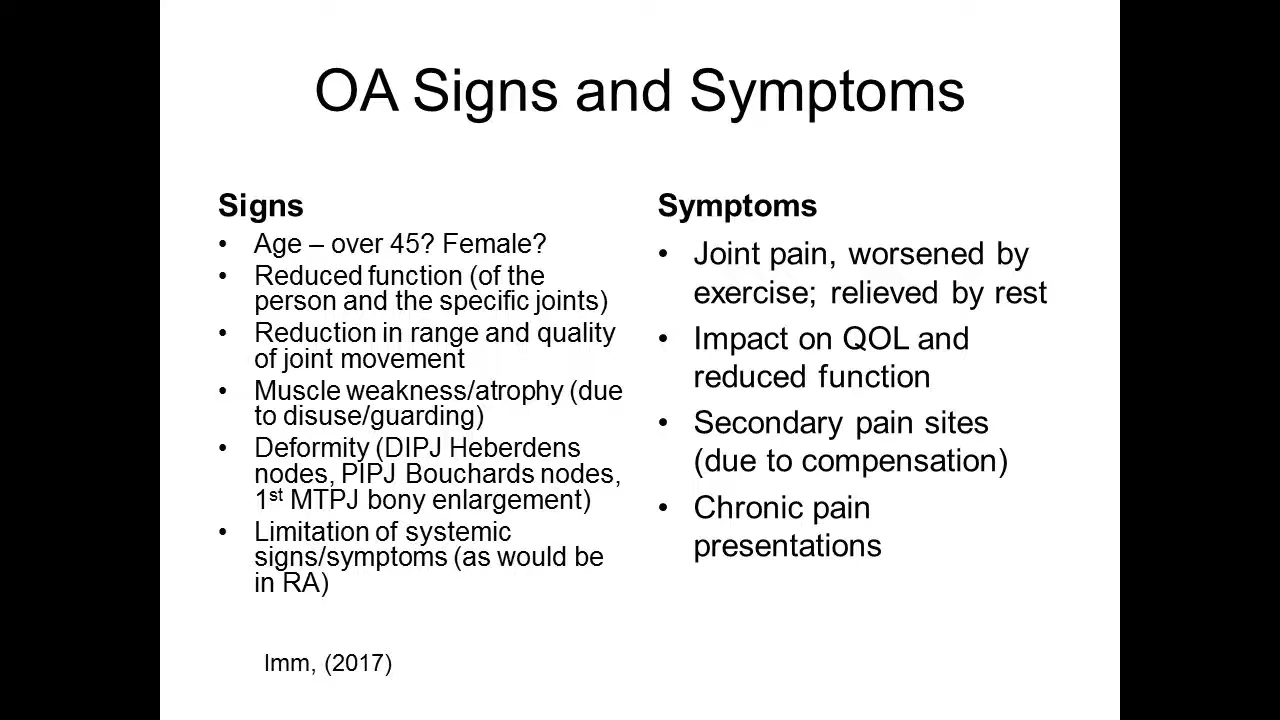 OA Signs and Symptoms
Signs
• Age – over 45? Female?
• Reduced function (of the
person and the specific joints)
• Reduction in range and quality
of joint movement
• Muscle weakness/atrophy (due
to disuse/guarding)
• Deformity (DIPJ Heberdens
nodes, PIPJ Bouchards nodes,
1st MTPJ bony enlargement)
• Limitation of systemic
signs/symptoms (as would be
in RA)
Symptoms
• Joint pain, worsened by
exercise; relieved by rest
• Impact on QOL and
reduced function
• Secondary pain sites
(due to compensation)
• Chronic pain
presentations
Imm, (2017)